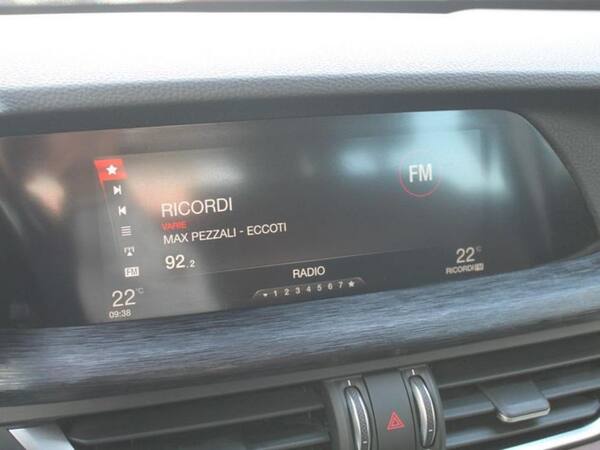 FM
RICORDI
VARIE
MAX PEZZALI - ECCOTI
92.2
FM
RADIO
1 2 3 4 5 6 7
22°C
09:38
22°C
RICORDI FM